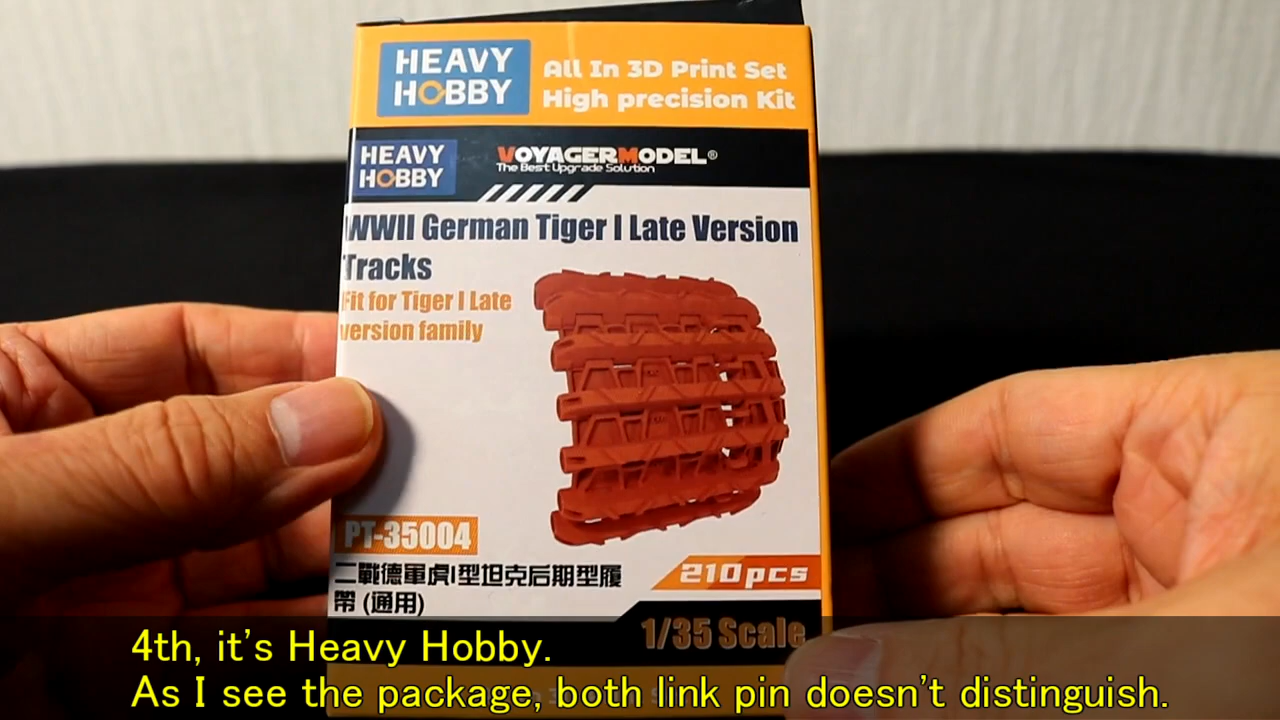 HEAVY
HOBBY
All In 3D Print Set
High precision Kit
HEAVY
HOBBY
VOYAGERMODEL®
The Best Upgrade Solution
WWII German Tiger I Late Version
Tracks
Fit for Tiger I Late
version family
PT-35004
210pcs
二戰德軍虎I型坦克后期型履
帶 (通用)
1/35 Scale
4th, it's Heavy Hobby.
As I see the package, both link pin doesn't distinguish.